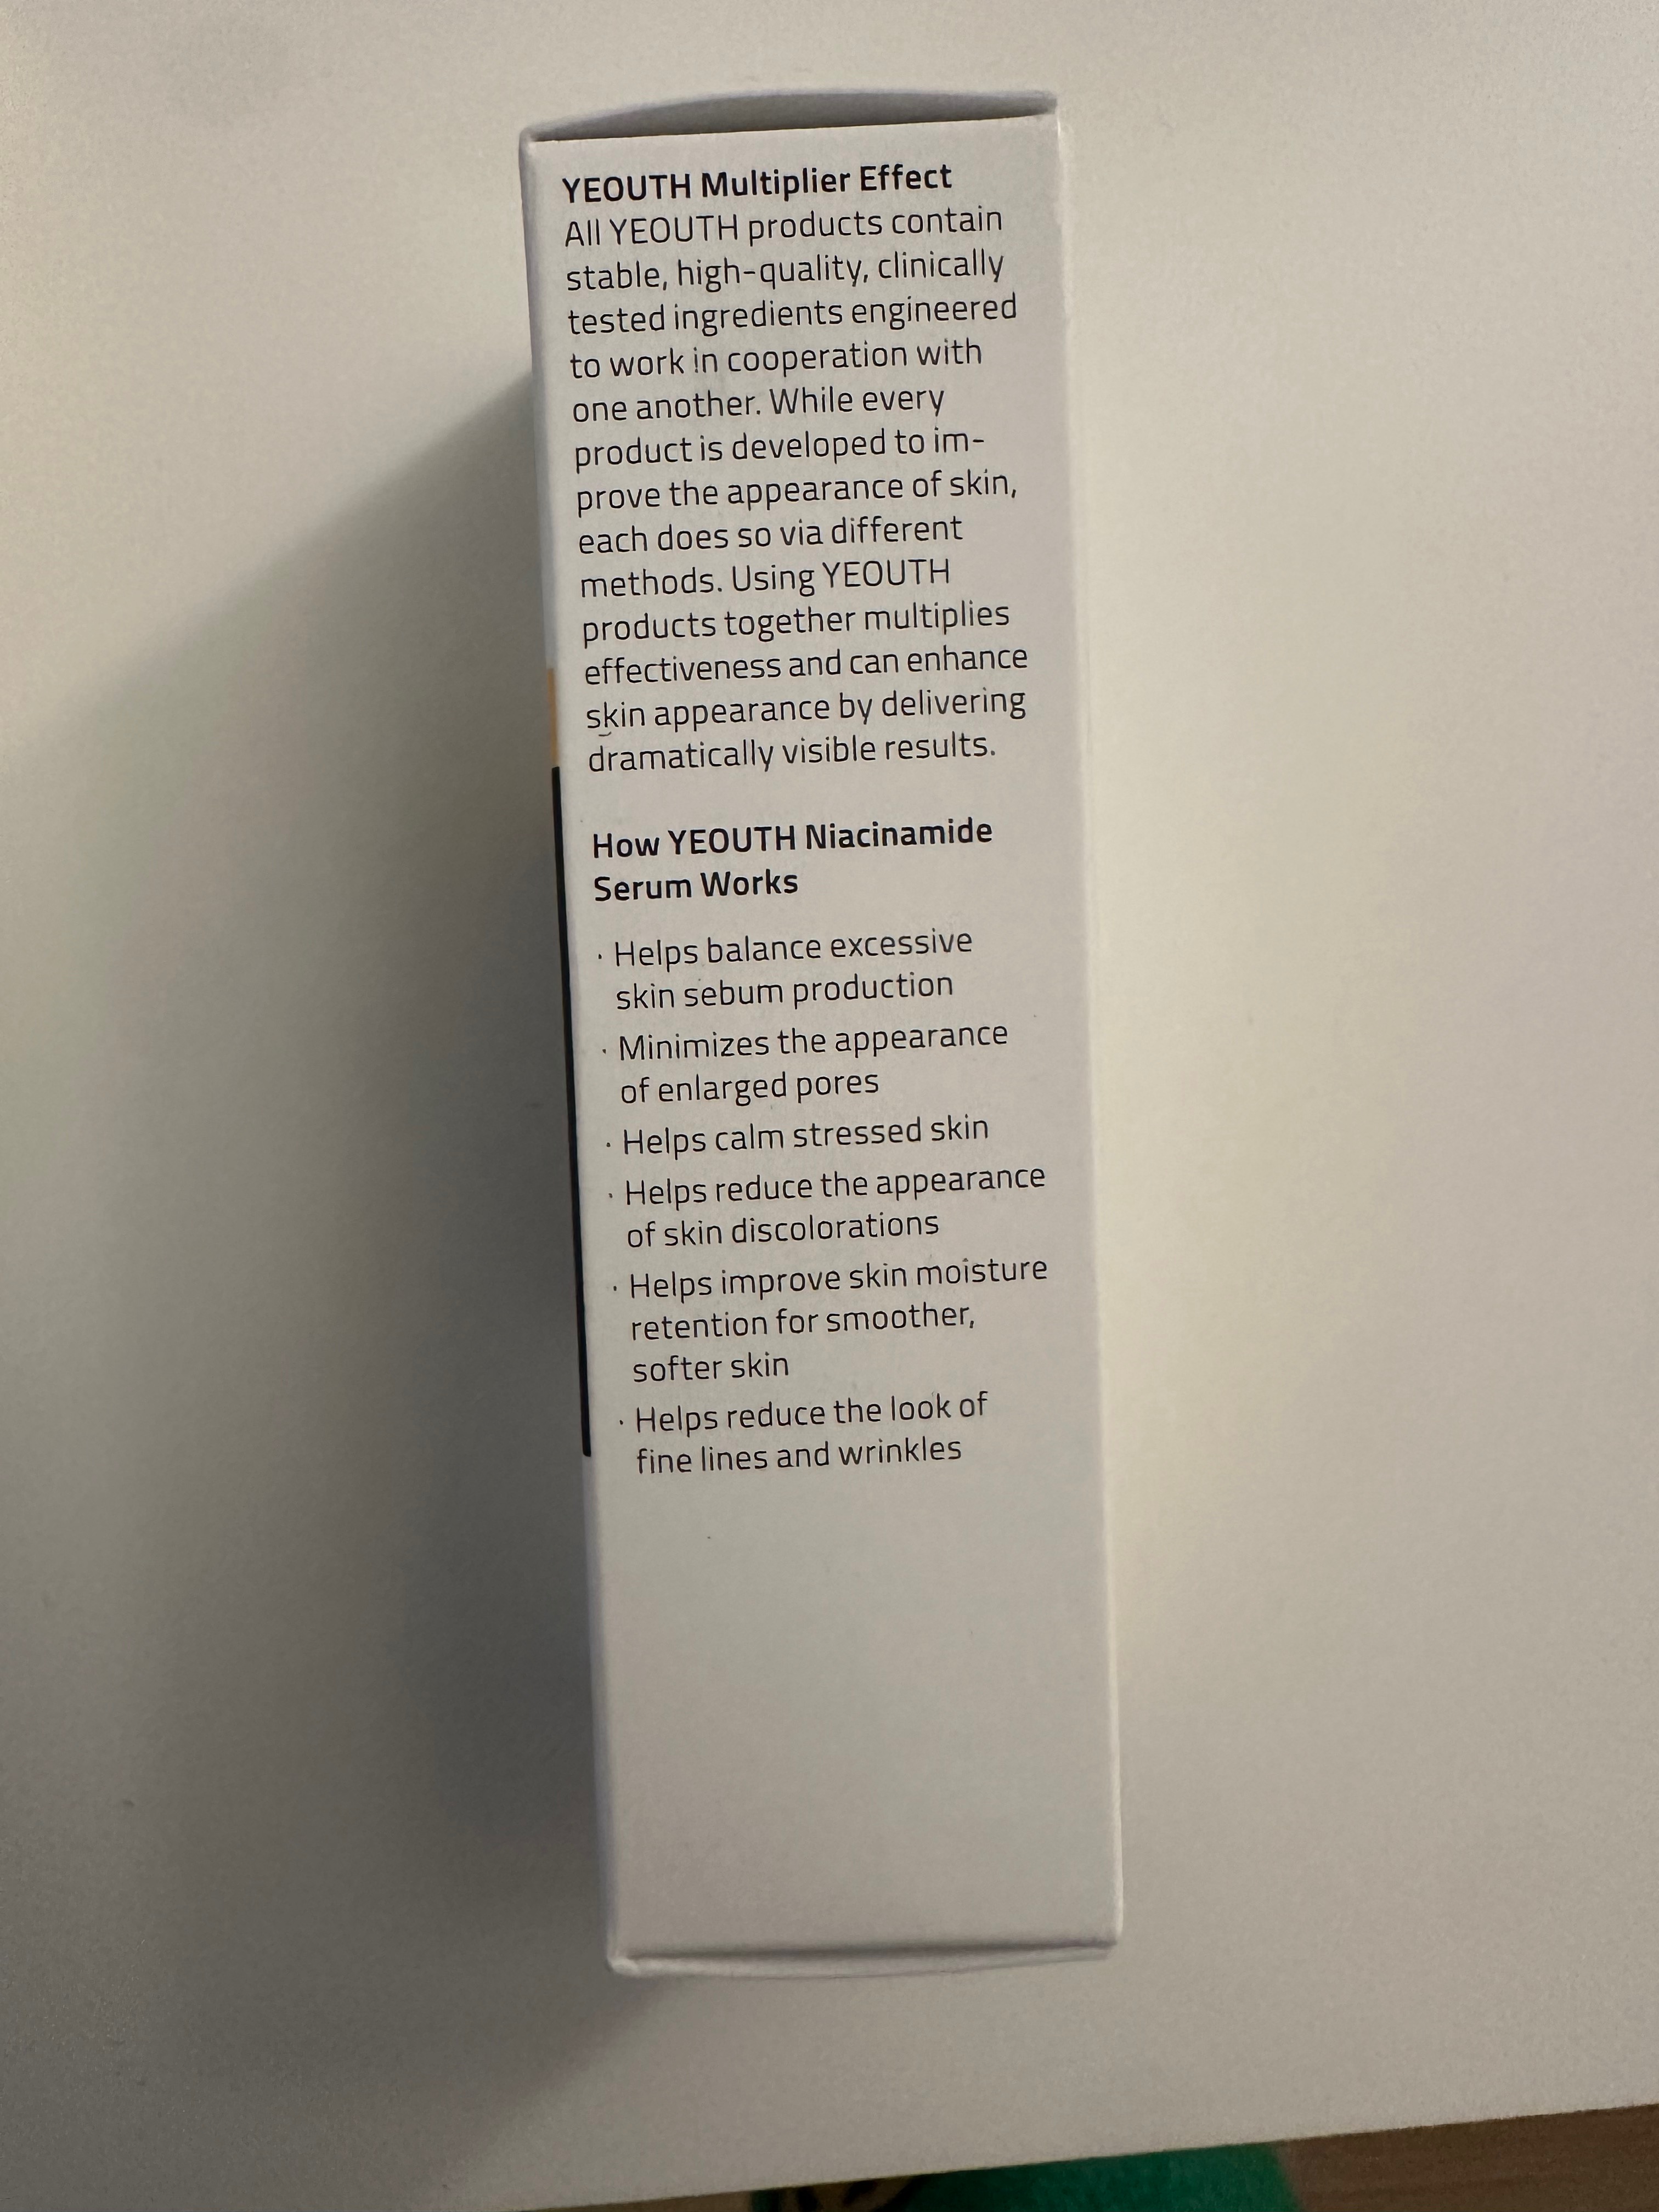 YEOUTH Multiplier Effect
All YEOUTH products contain
stable, high-quality, clinically
tested ingredients engineered
to work in cooperation with
one another. While every
product is developed to im-
prove the appearance of skin,
each does so via different
methods. Using YEOUTH
products together multiplies
effectiveness and can enhance
skin appearance by delivering
dramatically visible results.
How YEOUTH Niacinamide
Serum Works
· Helps balance excessive
skin sebum production
· Minimizes the appearance
of enlarged pores
· Helps calm stressed skin
· Helps reduce the appearance
of skin discolorations
· Helps improve skin moisture
retention for smoother,
softer skin
· Helps reduce the look of
fine lines and wrinkles